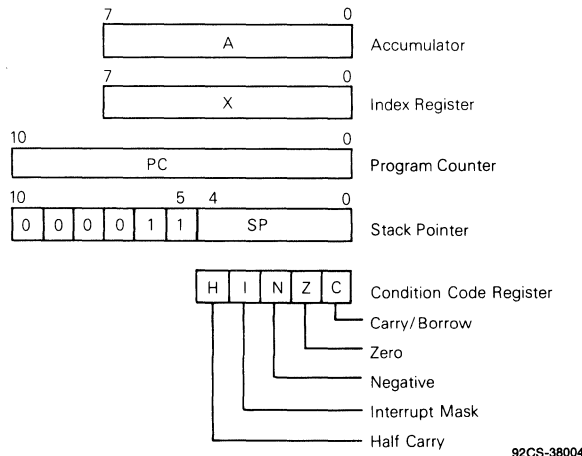 7 0
A Accumulator
7 0
X Index Register
10 0
PC Program Counter
10 5 4 0
0 0 0 0 1 1 SP Stack Pointer
H I N Z C Condition Code Register
Carry/Borrow
Zero
Negative
Interrupt Mask
Half Carry
92CS-38004